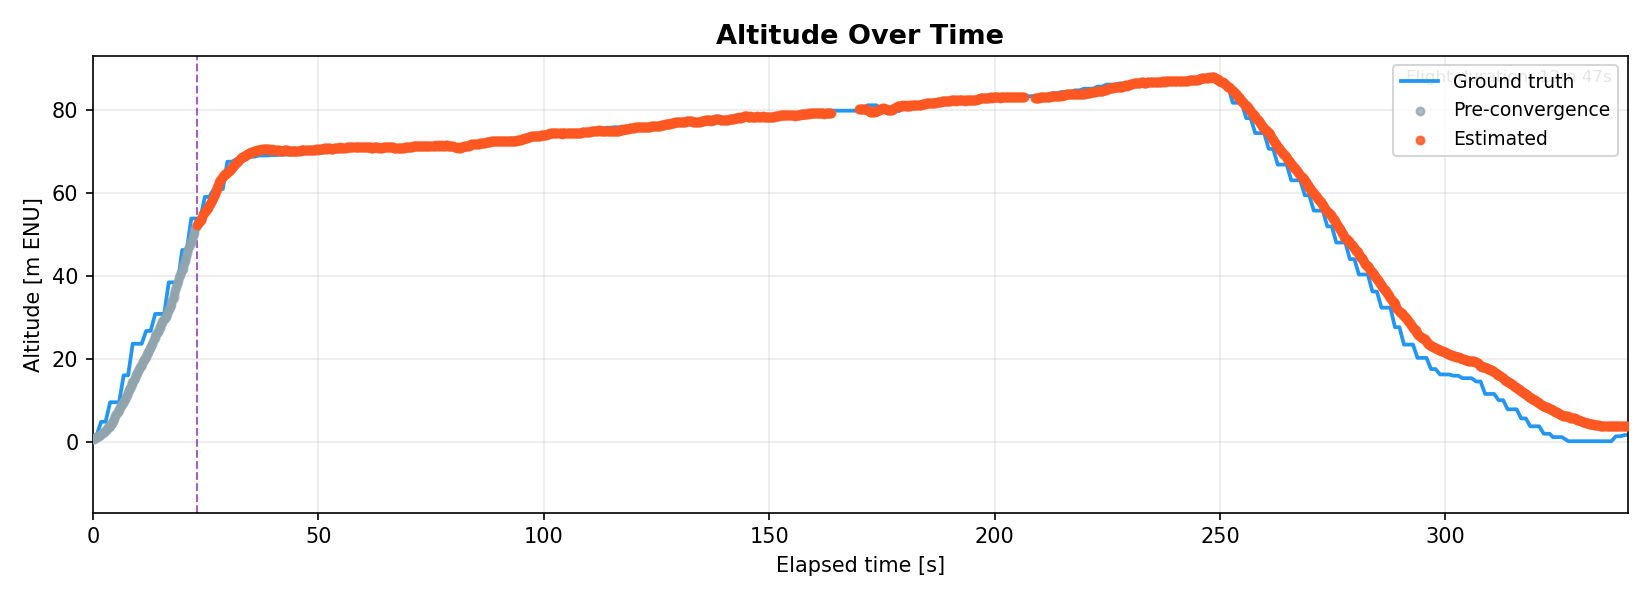 Altitude Over Time
Ground truth
Pre-convergence
Estimated
Altitude [m ENU]
80
60
40
20
0
0 50 100 150 200 250 300
Elapsed time [s]